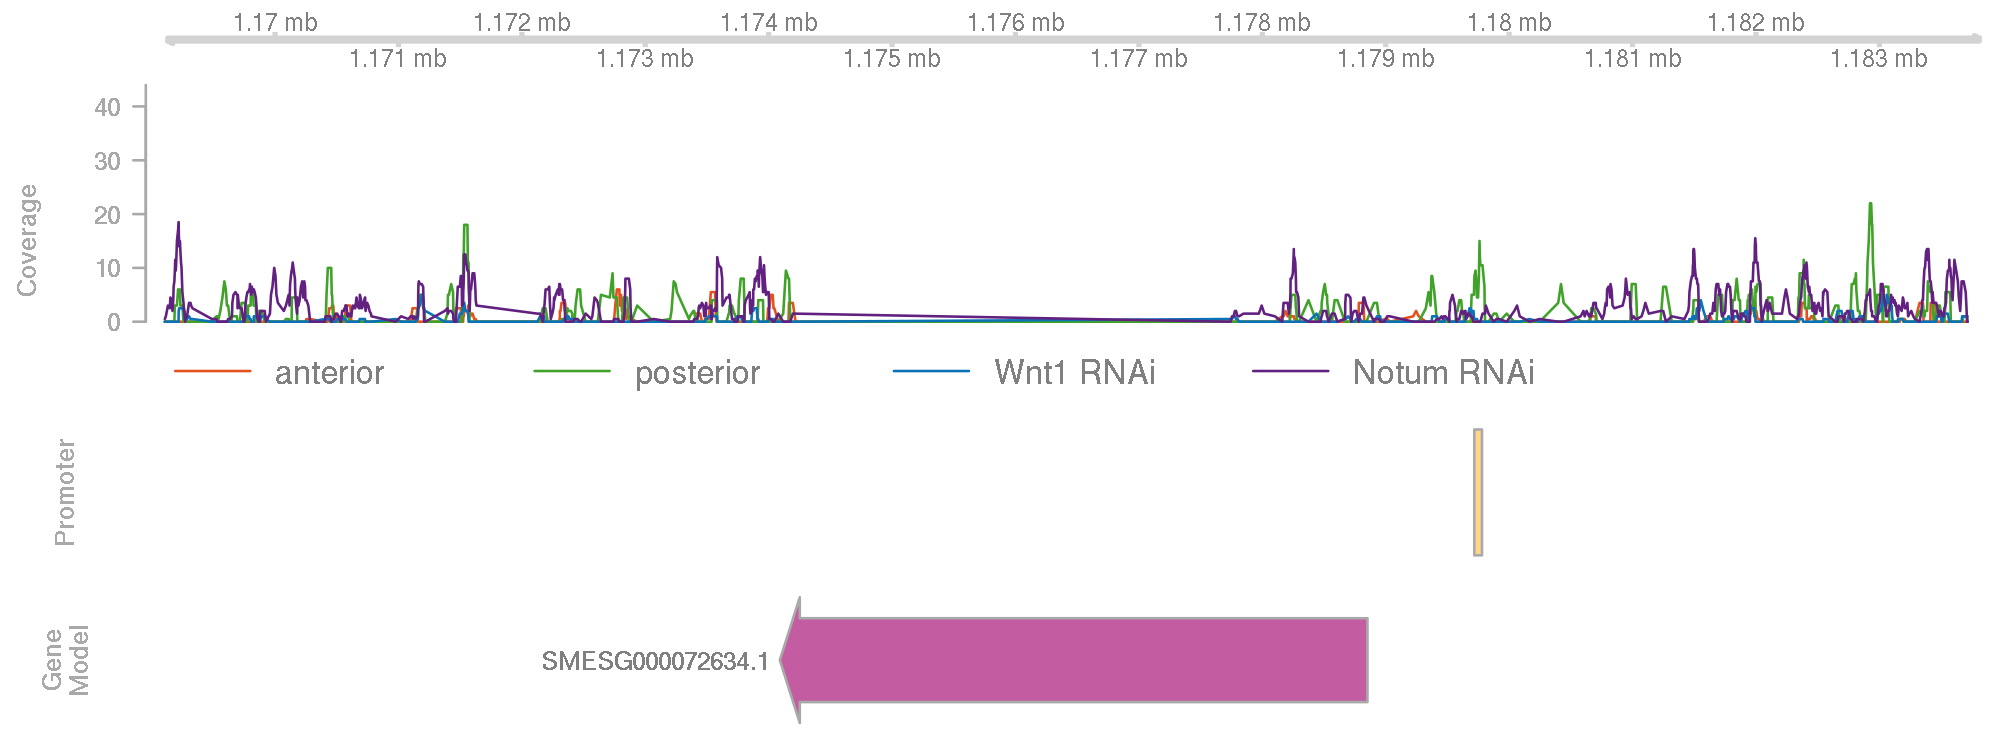 1.17 mb 1.172 mb 1.174 mb 1.176 mb 1.178 mb 1.18 mb 1.182 mb
1.171 mb 1.173 mb 1.175 mb 1.177 mb 1.179 mb 1.181 mb 1.183 mb
Coverage
40
30
20
10
0
anterior posterior Wnt1 RNAi Notum RNAi
Promoter
Gene
Model
SMESG000072634.1